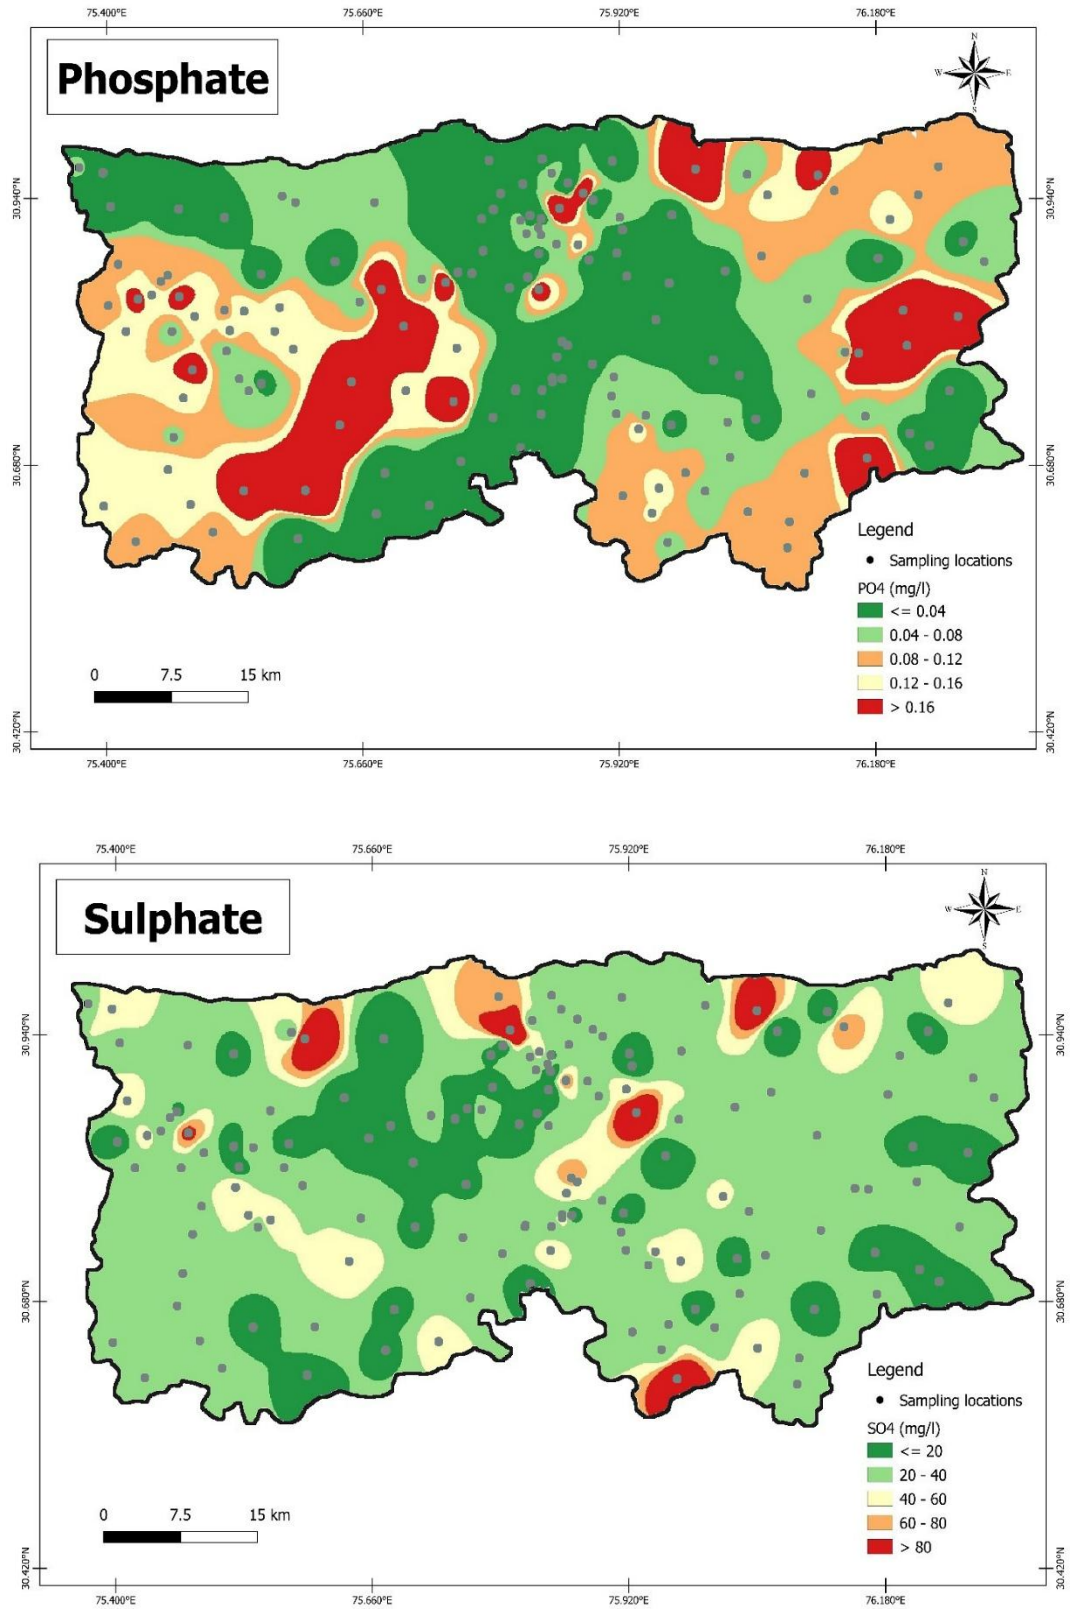 75.400°E 75.660°E 75.920°E 76.180°E
Phosphate
N
W E
S
30.940°N 30.940°N
30.680°N 30.680°N
Legend
Sampling locations
PO4 (mg/l)
<= 0.04
0.04 - 0.08
0.08 - 0.12
0.12 - 0.16
> 0.16
0 7.5 15 km
30.420°N 30.420°N
75.400°E 75.660°E 75.920°E 76.180°E
75.400°E 75.660°E 75.920°E 76.180°E
Sulphate
N
W E
S
30.940°N 30.940°N
30.680°N 30.680°N
Legend
Sampling locations
SO4 (mg/l)
<= 20
20 - 40
40 - 60
60 - 80
> 80
0 7.5 15 km
30.420°N 30.420°N
75.400°E 75.660°E 75.920°E 76.180°E